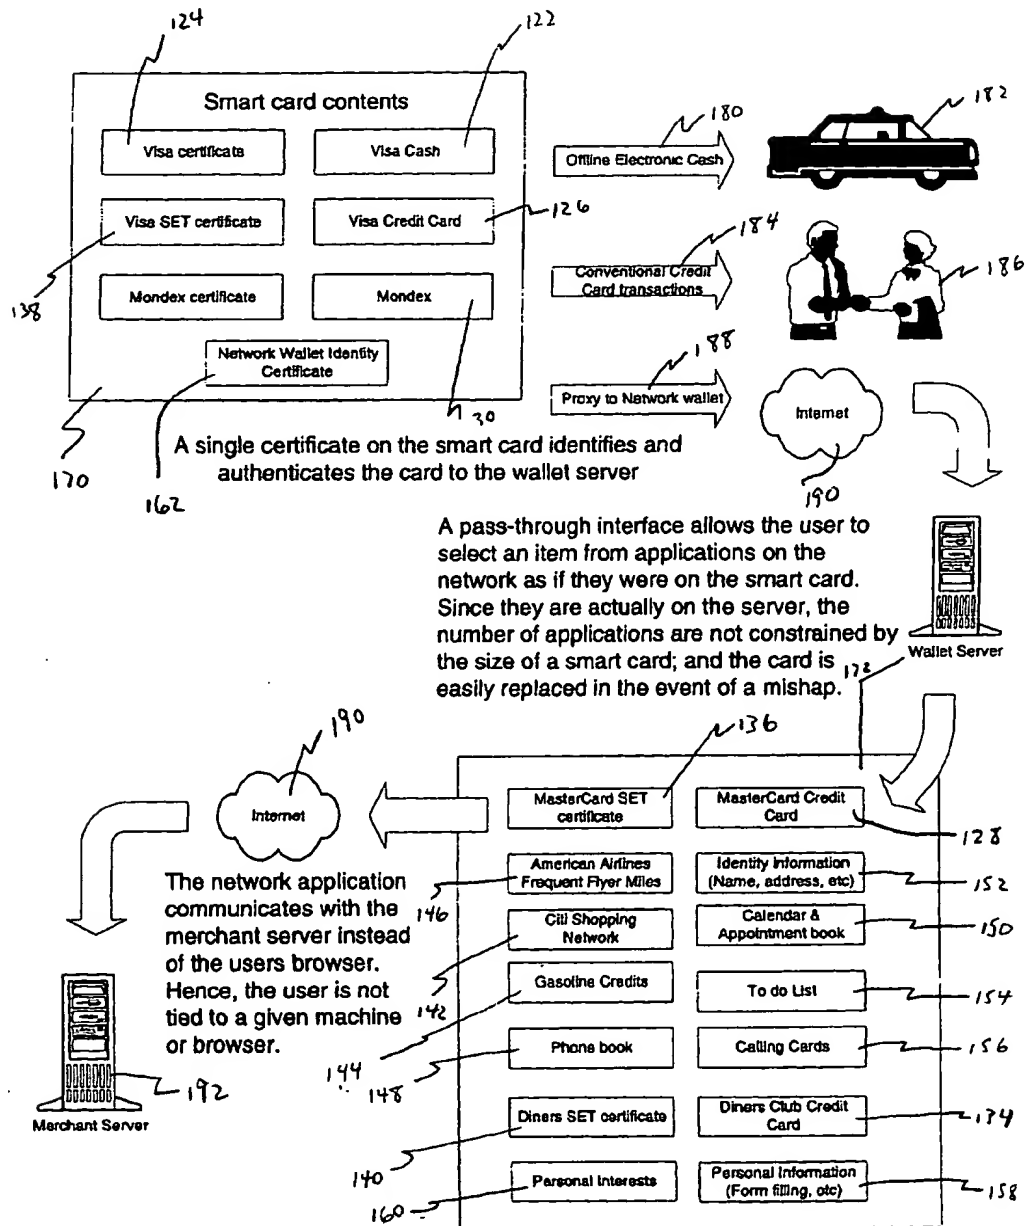 124
122
Smart card contents
Visa certificate
Visa Cash
Visa SET certificate
Visa Credit Card
126
138
Mondex certificate
Mondex
Network Wallet Identity
Certificate
170
162
130
180
Offline Electronic Cash
182
184
Conventional Credit
Card transactions
186
188
Proxy to Network wallet
Internet
190
A single certificate on the smart card identifies and
authenticates the card to the wallet server
A pass-through interface allows the user to
select an item from applications on the
network as if they were on the smart card.
Since they are actually on the server, the
number of applications are not constrained by
the size of a smart card; and the card is
easily replaced in the event of a mishap.
Wallet Server
172
136
190
Internet
MasterCard SET
certificate
MasterCard Credit
Card
128
The network application
communicates with the
merchant server instead
of the users browser.
Hence, the user is not
tied to a given machine
or browser.
American Airlines
Frequent Flyer Miles
146
Identity Information
(Name, address, etc)
152
Citi Shopping
Network
142
Calendar &
Appointment book
150
Gasoline Credits
144
To do List
154
Phone book
148
Calling Cards
156
192
Merchant Server
Diners SET certificate
140
Diners Club Credit
Card
134
Personal Interests
160
Personal Information
(Form filling, etc)
158